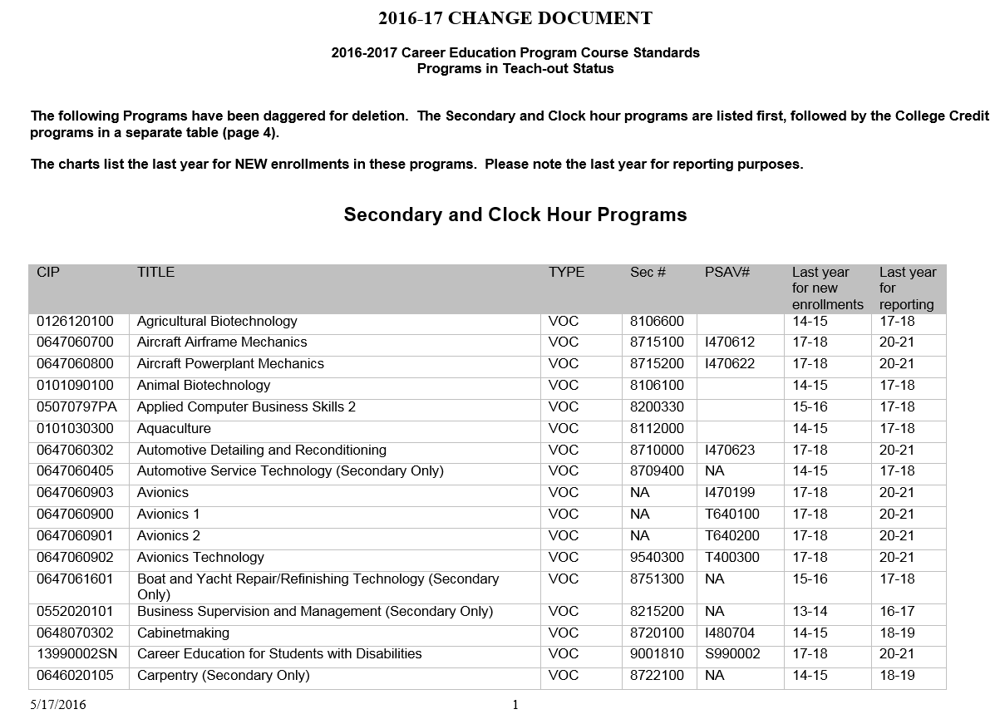 2016-17 CHANGE DOCUMENT
2016-2017 Career Education Program Course Standards
Programs in Teach-out Status
The following Programs have been daggered for deletion.  The Secondary and Clock hour programs are listed first, followed by the College Credit
programs in a separate table (page 4).
The charts list the last year for NEW enrollments in these programs.  Please note the last year for reporting purposes.
Secondary and Clock Hour Programs
CIP TITLE TYPE Sec # PSAV# Last year Last year
for new for
enrollments reporting
0126120100 Agricultural Biotechnology VOC 8106600 14-15 17-18
0647060700 Aircraft Airframe Mechanics VOC 8715100 I470612 17-18 20-21
0647060800 Aircraft Powerplant Mechanics VOC 8715200 I470622 17-18 20-21
0101090100 Animal Biotechnology VOC 8106100 14-15 17-18
05070797PA Applied Computer Business Skills 2 VOC 8200330 15-16 17-18
0101030300 Aquaculture VOC 8112000 14-15 17-18
0647060302 Automotive Detailing and Reconditioning VOC 8710000 I470623 17-18 20-21
0647060405 Automotive Service Technology (Secondary Only) VOC 8709400 NA 14-15 17-18
0647060903 Avionics VOC NA I470199 17-18 20-21
0647060900 Avionics 1 VOC NA T640100 17-18 20-21
0647060901 Avionics 2 VOC NA T640200 17-18 20-21
0647060902 Avionics Technology VOC 9540300 T400300 17-18 20-21
0647061601 Boat and Yacht Repair/Refinishing Technology (Secondary VOC 8751300 NA 15-16 17-18
Only)
0552020101 Business Supervision and Management (Secondary Only) VOC 8215200 NA 13-14 16-17
0648070302 Cabinetmaking VOC 8720100 I480704 14-15 18-19
13990002SN Career Education for Students with Disabilities VOC 9001810 S990002 17-18 20-21
0646020105 Carpentry (Secondary Only) VOC 8722100 NA 14-15 18-19
5/17/2016 1